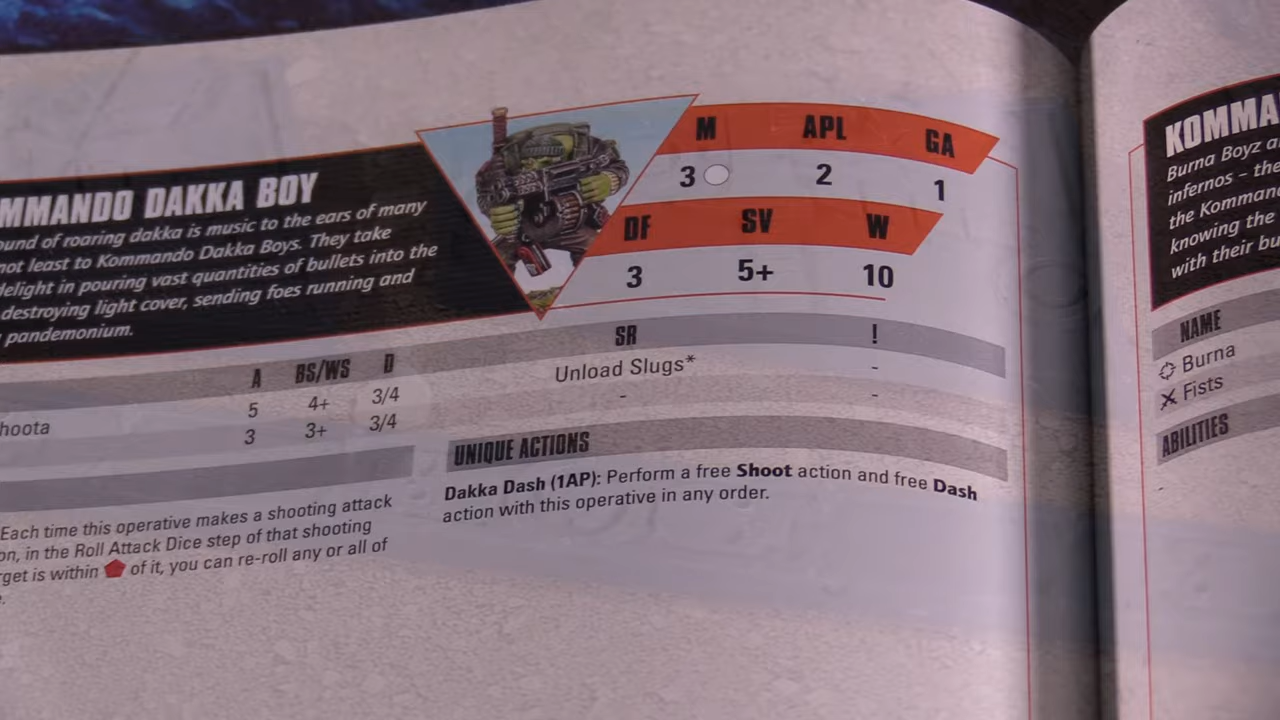 MMANDO DAKKA BOY
ound of roaring dakka is music to the ears of many
not least to Kommando Dakka Boys. They take
delight in pouring vast quantities of bullets into the
destroying light cover, sending foes running and
pandemonium.
M APL GA
3 2 1
DF SV W
3 5+ 10
A BS/WS D SR !
5 4+ 3/4 Unload Slugs* -
hoota 3 3+ 3/4 - -
UNIQUE ACTIONS
Dakka Dash (1AP): Perform a free Shoot action and free Dash
action with this operative in any order.
Each time this operative makes a shooting attack
on, in the Roll Attack Dice step of that shooting
rget is within of it, you can re-roll any or all of
KOMMA
Burna Boyz a
infernos – the
the Komman
knowing the
with their bu
NAME
Burna
Fists
ABILITIES
-